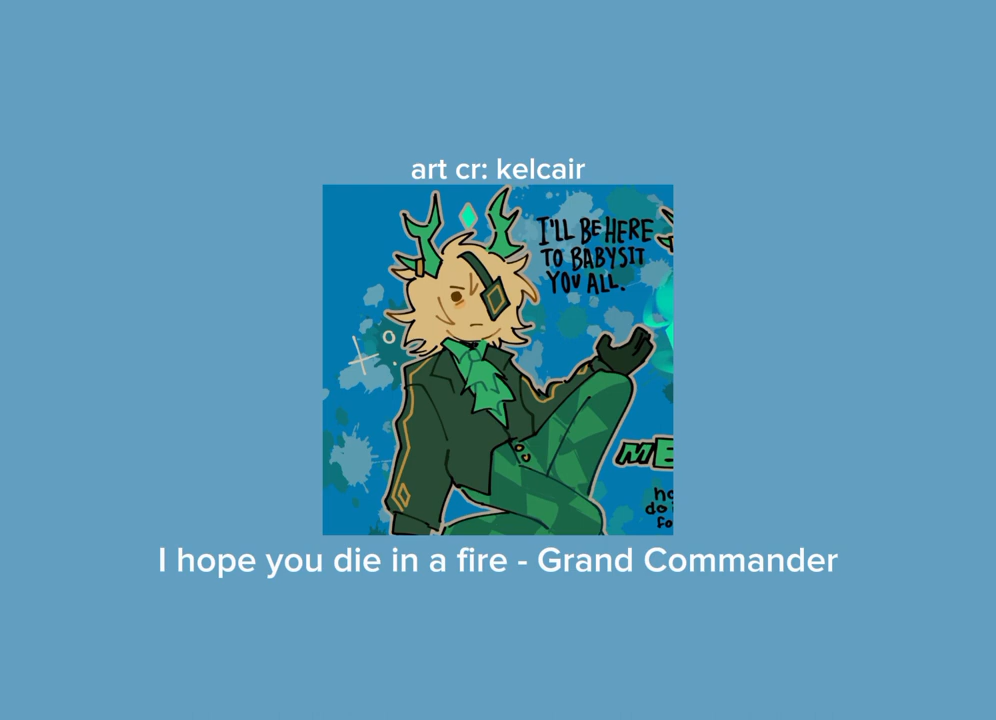 art cr: kelcair
I'LL BE HERE
TO BABYSIT
YOU ALL.
I hope you die in a fire - Grand Commander